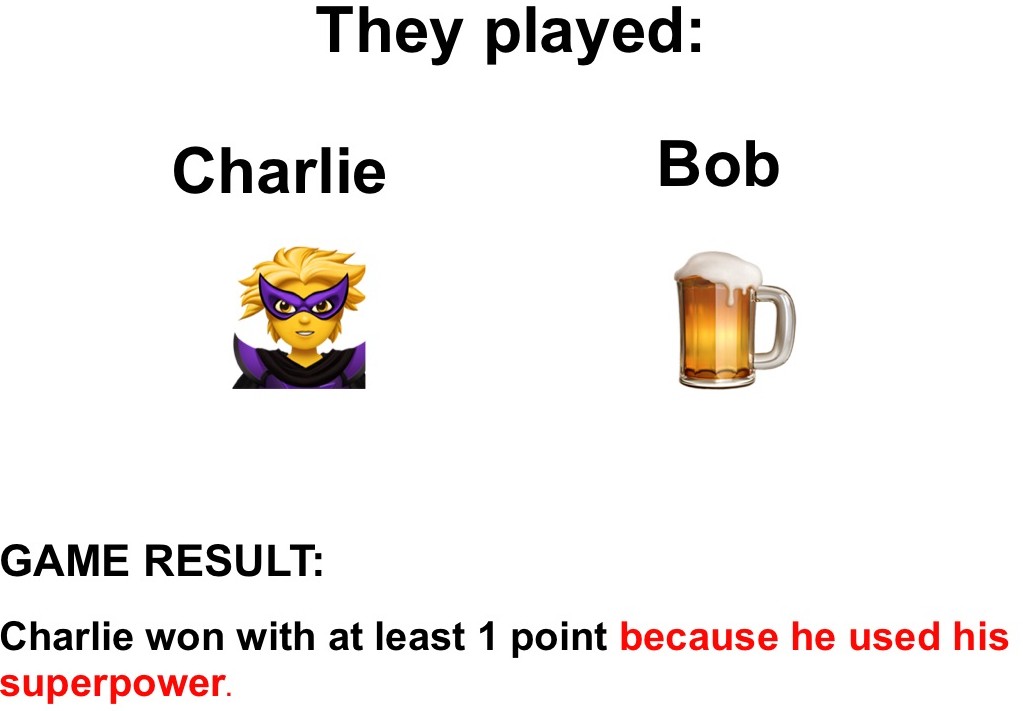 They played:
Charlie
Bob
GAME RESULT:
Charlie won with at least 1 point because he used his
superpower.